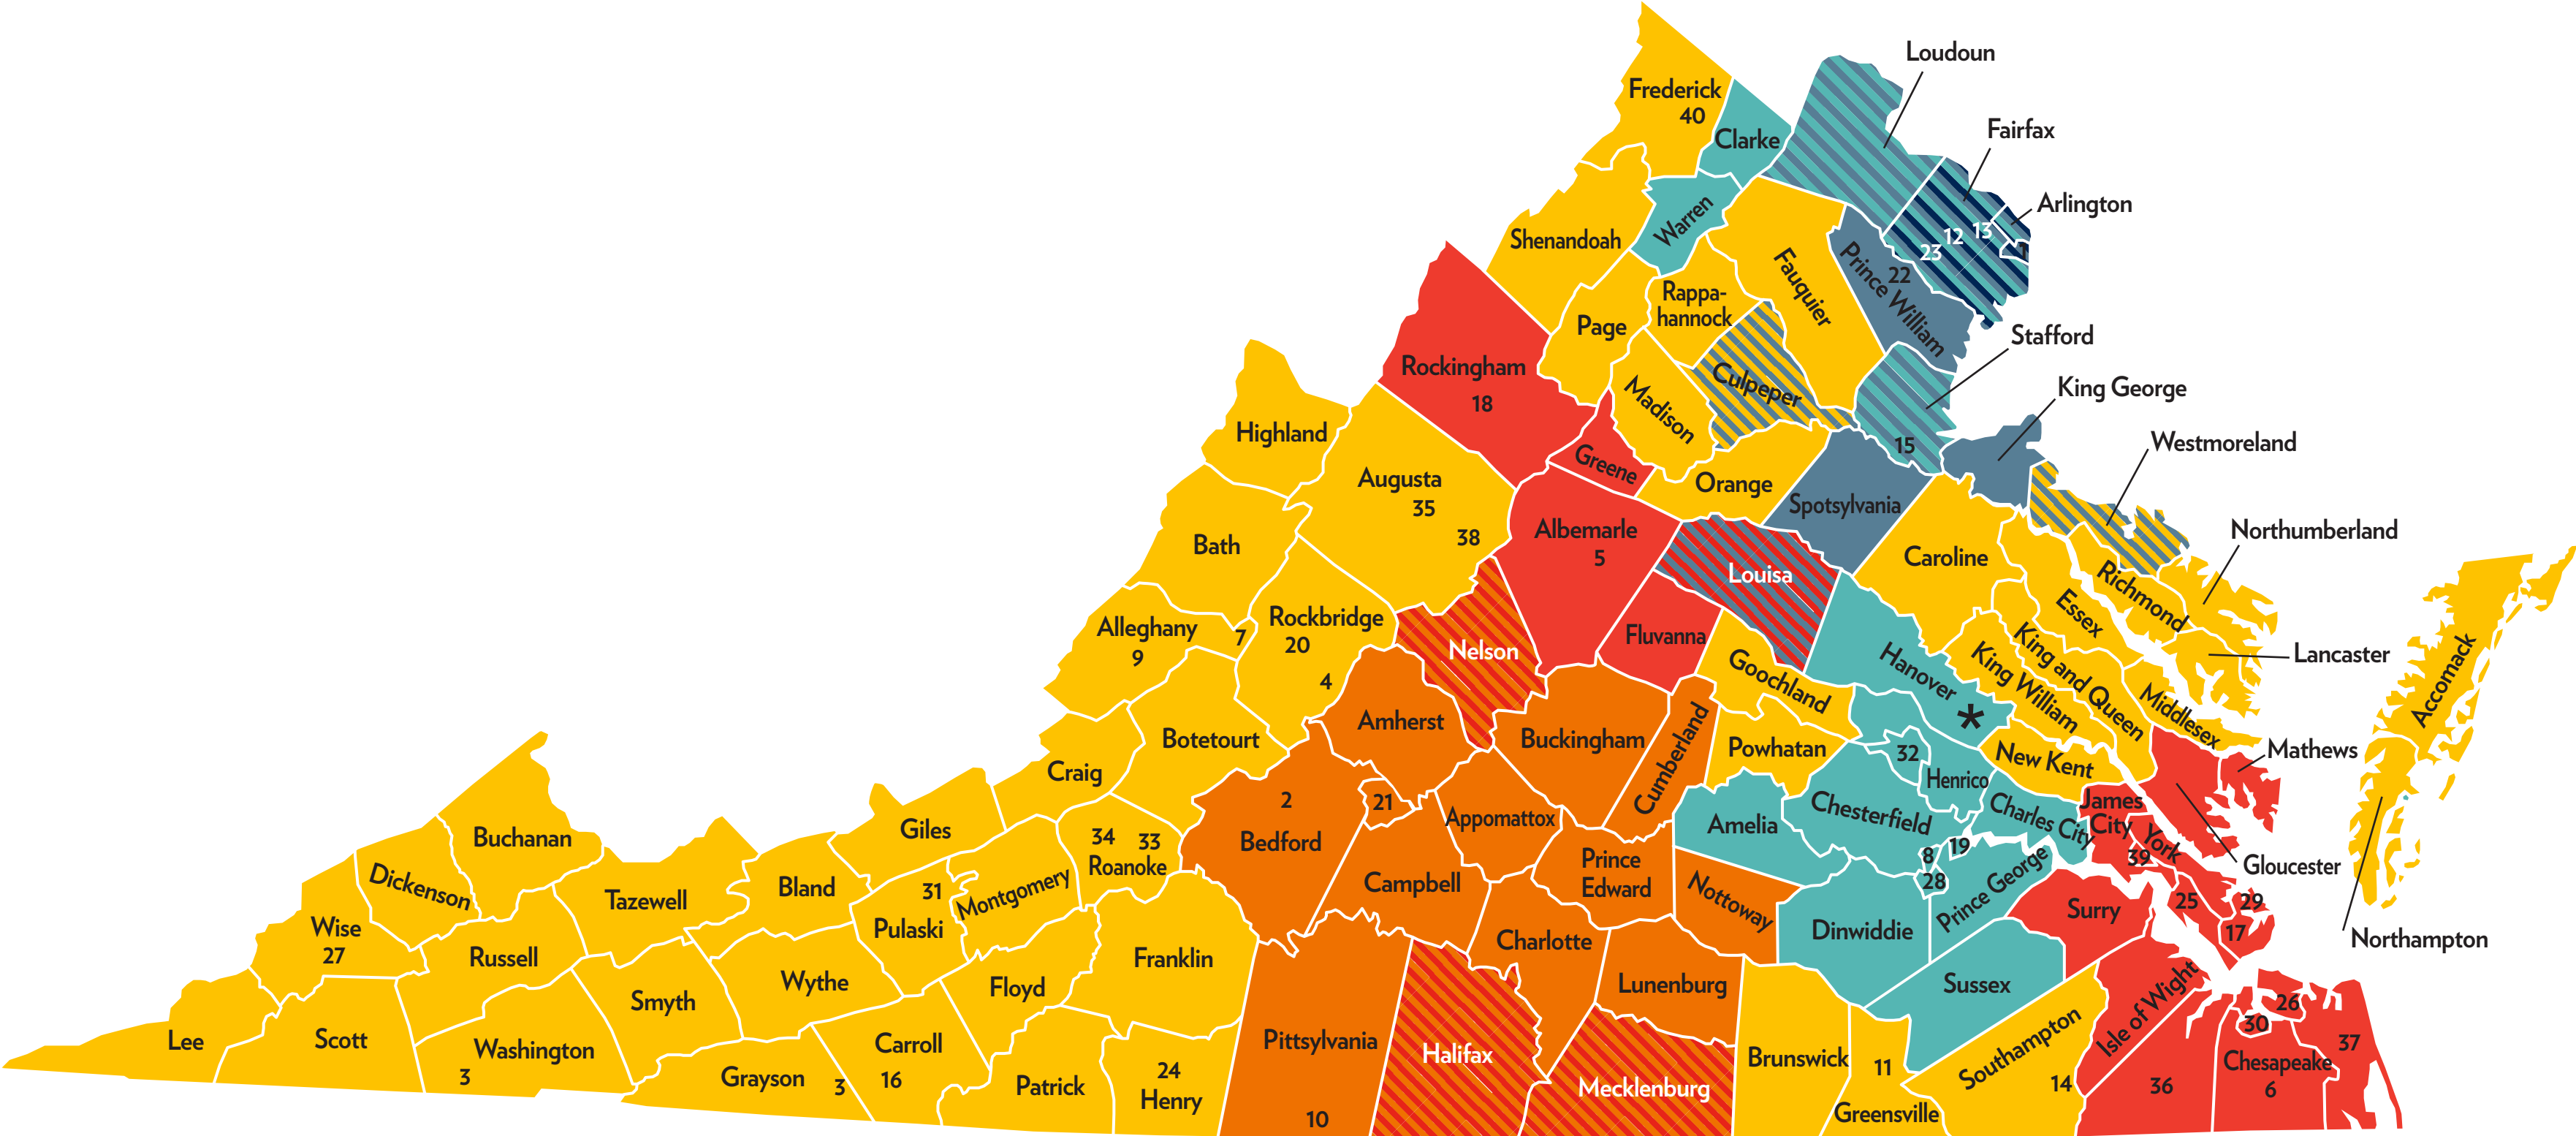 Loudoun
Frederick
40
Clarke
Fairfax
Arlington
Warren
Shenandoah
23
12
13
22
Prince William
Fauquier
Rappa-
hannock
Page
Stafford
Rockingham
18
Culpeper
Madison
King George
Highland
15
Westmoreland
Greene
Augusta
35
38
Orange
Spotsylvania
Albemarle
5
Northumberland
Bath
Caroline
Louisa
Richmond
Essex
Alleghany
9
7
Rockbridge
20
4
Fluvanna
Nelson
Lancaster
Goochland
Hanover
*
King and Queen
King William
Middlesex
Accomack
Amherst
Botetourt
Buckingham
Cumberland
Powhatan
32
New Kent
Mathews
Craig
Henrico
2
Bedford
21
Appomattox
Amelia
Chesterfield
Charles City
James
City
York
39
Giles
Buchanan
34
33
Roanoke
8
19
28
Prince George
Gloucester
Prince
Edward
Dickenson
Tazewell
Bland
31
Pulaski
Montgomery
Campbell
Nottoway
Surry
25
29
17
Wise
27
Dinwiddie
Northampton
Russell
Wythe
Floyd
Franklin
Charlotte
Lunenburg
Sussex
Smyth
Isle of Wight
26
30
37
Lee
Scott
Washington
3
Carroll
16
Pittsylvania
10
Halifax
Southampton
14
Chesapeake
6
Grayson
3
Patrick
24
Henry
Mecklenburg
Brunswick
11
Greensville
36